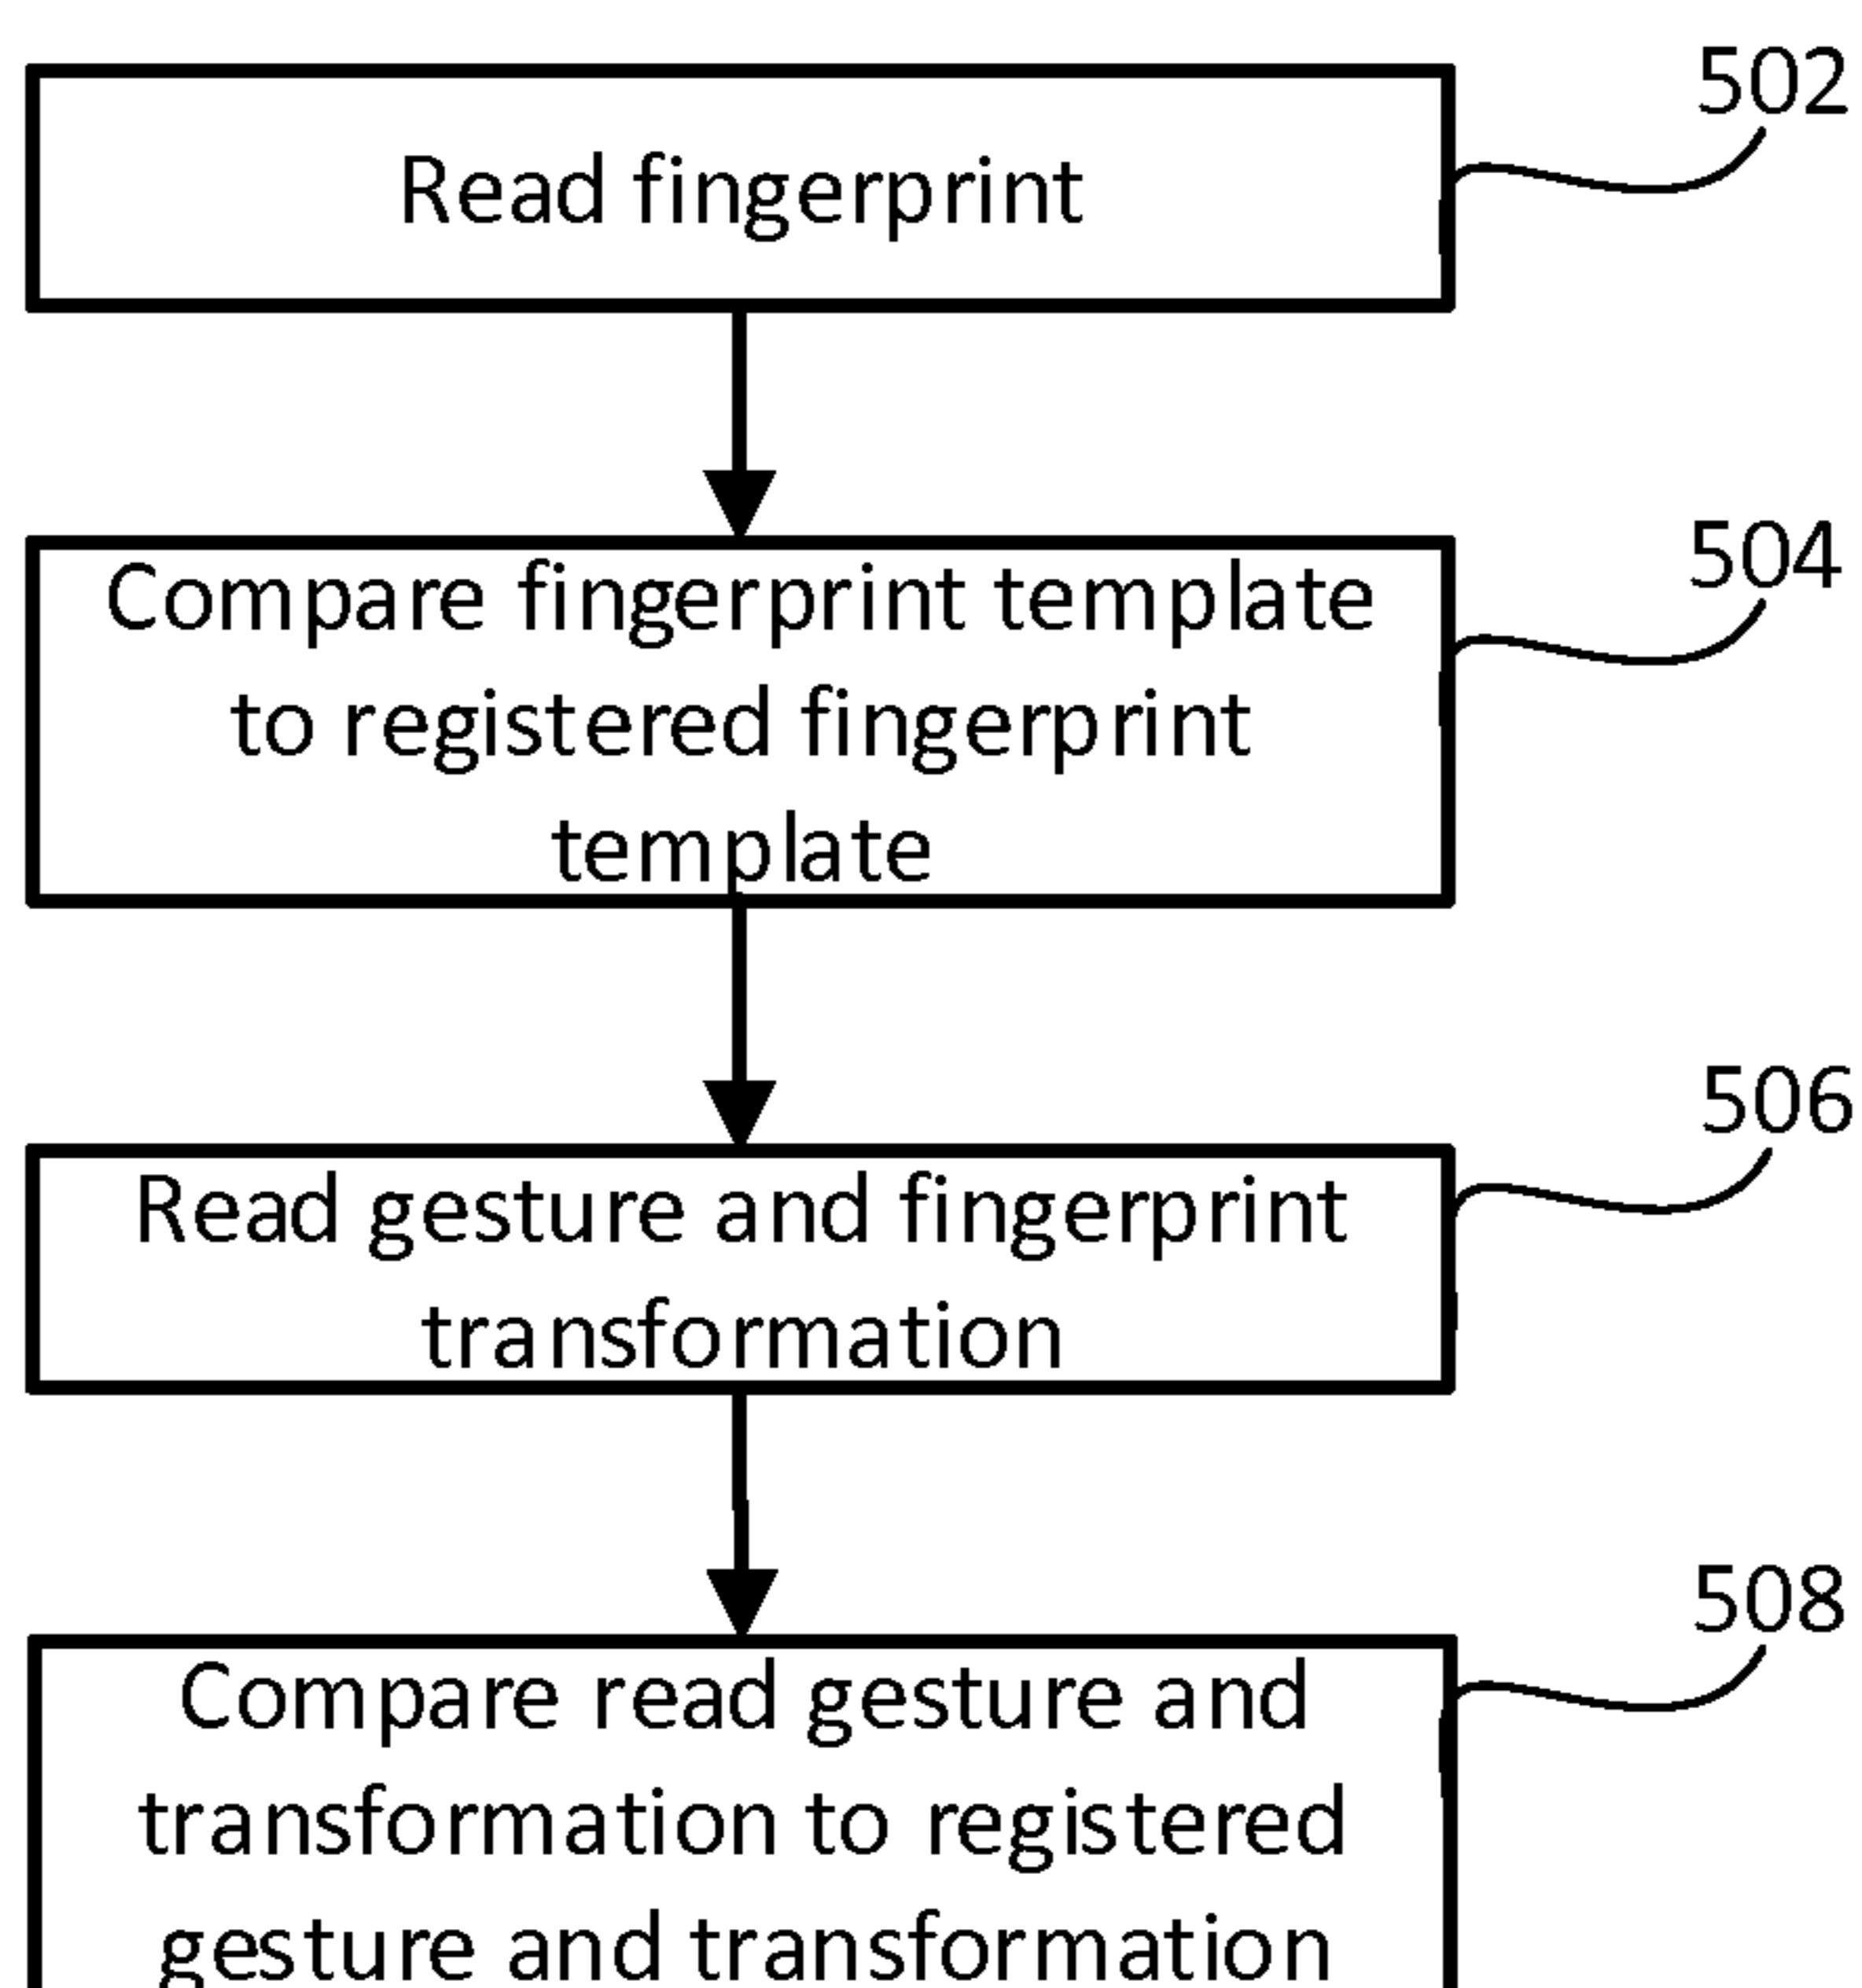 502
Read fingerprint
504
Compare fingerprint template
to registered fingerprint
template
506
Read gesture and fingerprint
transformation
508
Compare read gesture and
transformation to registered
gesture and transformation